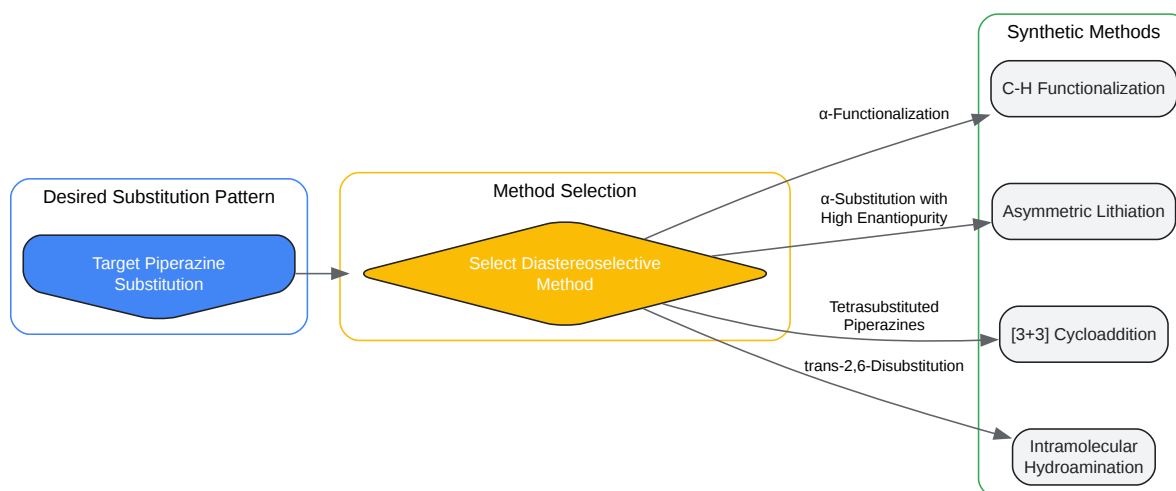 Synthetic Methods
C-H Functionalization
α-Functionalization
Desired Substitution Pattern
Method Selection
α-Substitution with
High Enantiopurity
Asymmetric Lithiation
Target Piperazine
Substitution
Select Diastereoselective
Method
Tetrasubstituted
Piperazines
[3+3] Cycloaddition
trans-2,6-Disubstitution
Intramolecular
Hydroamination